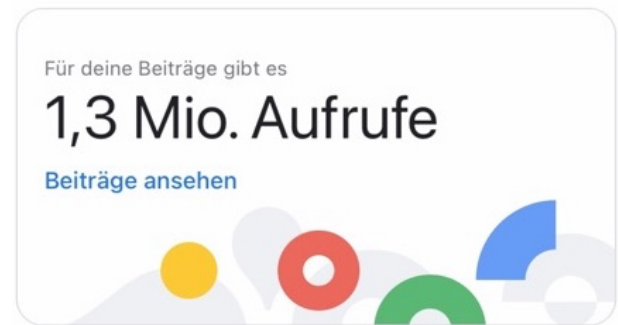 Für deine Beiträge gibt es
1,3 Mio. Aufrufe
Beiträge ansehen